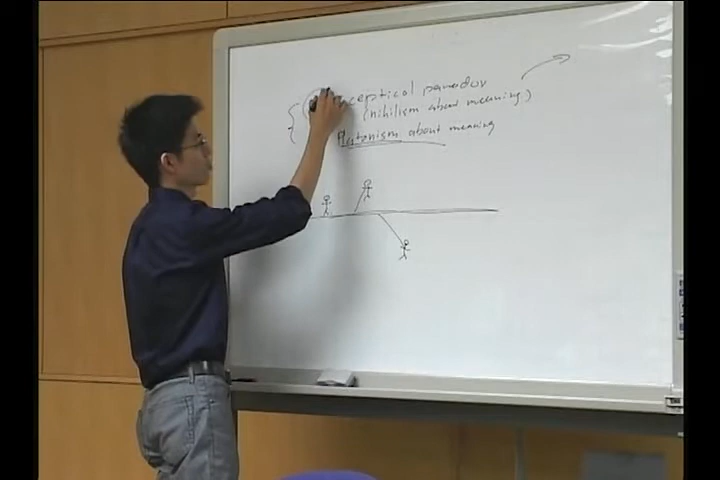 sceptical paradox
(nihilism about meaning)
Platonism about meaning